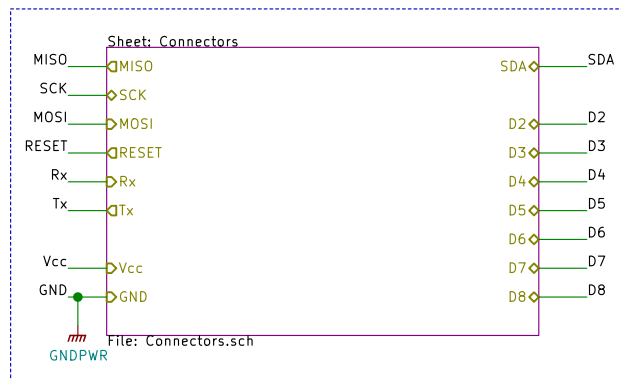 Sheet: Connectors
MISO MISO SDA SDA
SCK SCK
MOSI MOSI D2 D2
RESET RESET D3 D3
Rx Rx D4 D4
Tx Tx D5 D5
D6 D6
Vcc Vcc D7 D7
GND GND D8 D8
File: Connectors.sch
GNDPWR